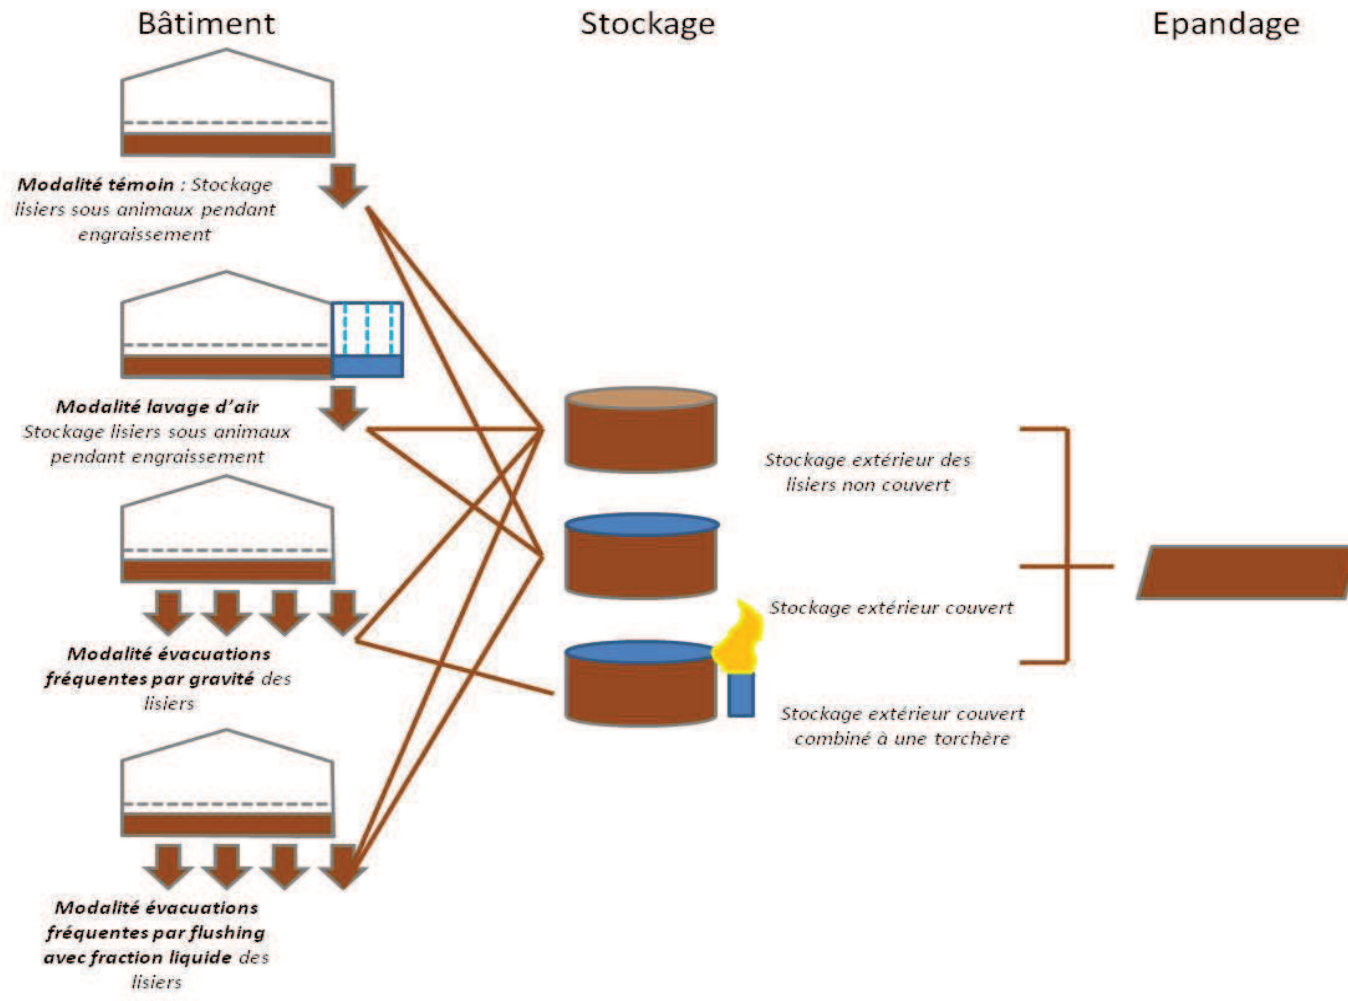 Bâtiment
Stockage
Epandage
Modalité témoin : Stockage
lisiers sous animaux pendant
engraissement
Modalité lavage d'air
Stockage lisiers sous animaux
pendant engraissement
Modalité évacuations
fréquentes par gravité des
lisiers
Modalité évacuations
fréquentes par flushing
avec fraction liquide des
lisiers
Stockage extérieur des
lisiers non couvert
Stockage extérieur couvert
Stockage extérieur couvert
combiné à une torchère